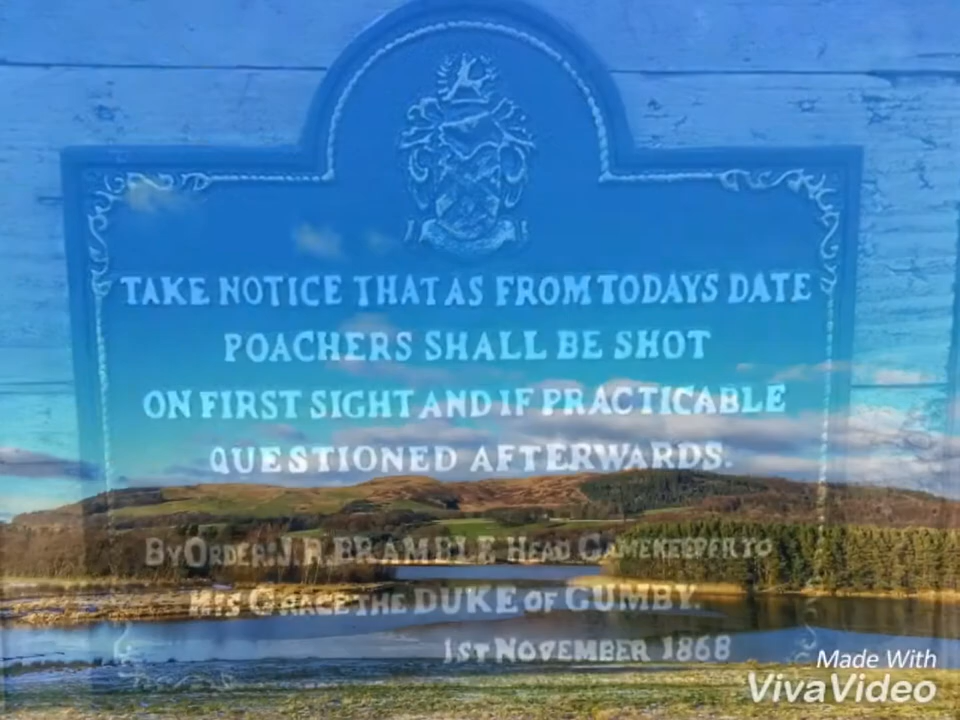 TAKE NOTICE THAT AS FROM TODAYS DATE
POACHERS SHALL BE SHOT
ON FIRST SIGHT AND IF PRACTICABLE
QUESTIONED AFTERWARDS.
BY ORDER: J.R. BRAMBLE HEAD GAMEKEEPER TO
HIS GRACE THE DUKE OF GUMBY.
1ST NOVEMBER 1868
Made With
VivaVideo